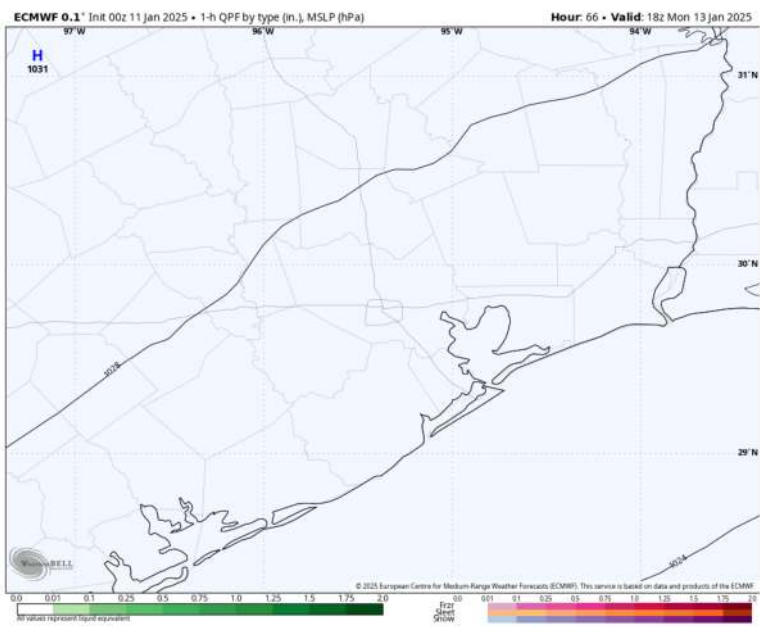 ECMWF 0.1° Init 00z 11 Jan 2025 • 1-h QPF by type (in.), MSLP (hPa)
Hour: 66 • Valid: 18z Mon 13 Jan 2025
97°W 96°W 95°W 94°W
H
1031
31°N
30°N
1028
29°N
1024
WEATHERBELL
© 2025 European Centre for Medium-Range Weather Forecasts (ECMWF). This service is based on data and products of the ECMWF
0.0 0.01 0.1 0.25 0.50 0.75 1.0 1.25 1.50 1.75 2.0
0.0 0.01 0.1 0.25 0.5 0.75 1.0 1.25 1.5 1.75 2.0
All values represent liquid equivalent
Frzr
Sleet
Snow